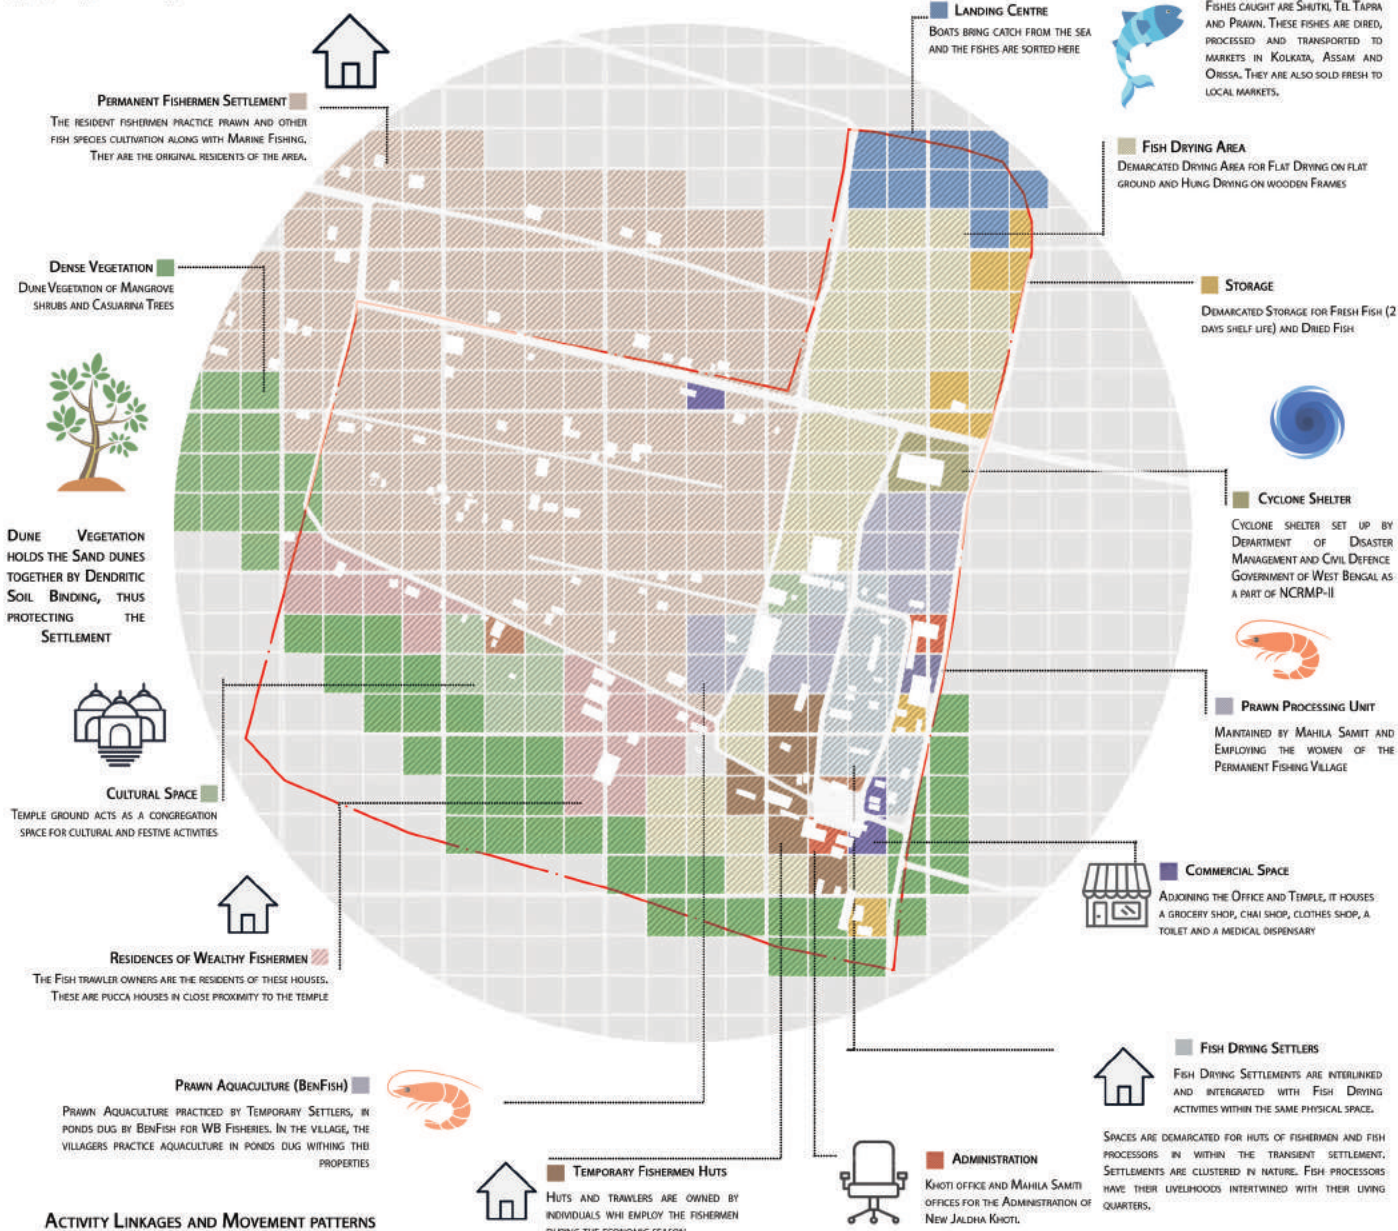 Landing Centre
Boats bring catch from the sea
and the fishes are sorted here
Fishes caught are Shutki, Tel Tapra
and Prawn. These fishes are dired,
processed and transported to
markets in Kolkata, Assam and
Orissa. They are also sold fresh to
local markets.
Permanent Fishermen Settlement
The resident fishermen practice prawn and other
fish species cultivation along with Marine Fishing.
They are the original residents of the area.
Fish Drying Area
Demarcated Drying Area for Flat Drying on flat
ground and Hung Drying on wooden Frames
Dense Vegetation
Dune Vegetation of Mangrove
shrubs and Casuarina Trees
Storage
Demarcated Storage for Fresh Fish (2
days shelf life) and Dried Fish
Dune Vegetation
holds the Sand dunes
together by Dendritic
Soil Binding, thus
protecting the
Settlement
Cyclone Shelter
Cyclone shelter set up by
Department of Disaster
Management and Civil Defence
Government of West Bengal as
a part of NCRMP-II
Prawn Processing Unit
Maintained by Mahila Samiit and
Employing the women of the
Permanent Fishing Village
Cultural Space
Temple ground acts as a congregation
space for cultural and festive activities
Commercial Space
Adjoining the Office and Temple, it houses
a grocery shop, chai shop, clothes shop, a
toilet and a medical dispensary
Residences of Wealthy Fishermen
The Fish trawler owners are the residents of these houses.
These are pucca houses in close proximity to the temple
Fish Drying Settlers
Fish Drying Settlements are interlinked
and intergrated with Fish Drying
activities within the same physical space.
Spaces are demarcated for huts of fishermen and fish
processors in within the transient settlement.
Settlements are clustered in nature. Fish processors
have their livelihoods intertwined with their living
quarters.
Prawn Aquaculture (BenFish)
Prawn Aquaculture practiced by Temporary Settlers, in
ponds dug by BenFish for WB Fisheries. In the village, the
villagers practice aquaculture in ponds dug withing thei
properties
Temporary Fishermen Huts
Huts and trawlers are owned by
individuals whi employ the fishermen
during the economic season
Administration
Khoti office and Mahila Samiti
offices for the Administration of
New Jaldha Khoti.
Activity Linkages and Movement patterns